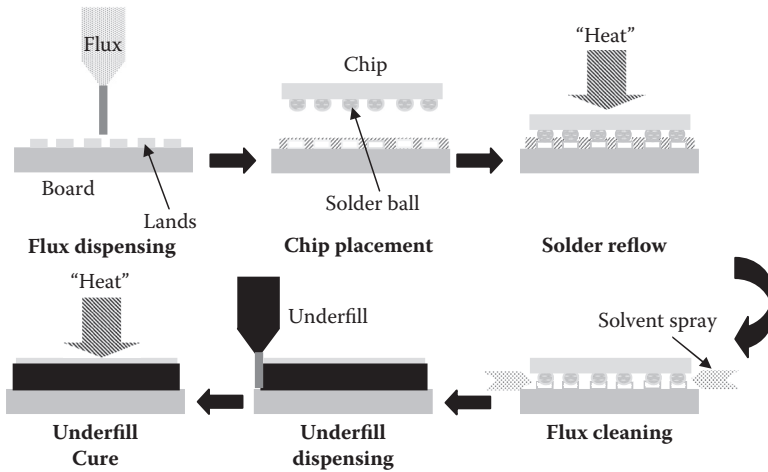 Flux
Board
Lands
Flux dispensing
Chip
Solder ball
Chip placement
“Heat”
Solder reflow
Solvent spray
Flux cleaning
Underfill
Underfill
dispensing
“Heat”
Underfill
Cure